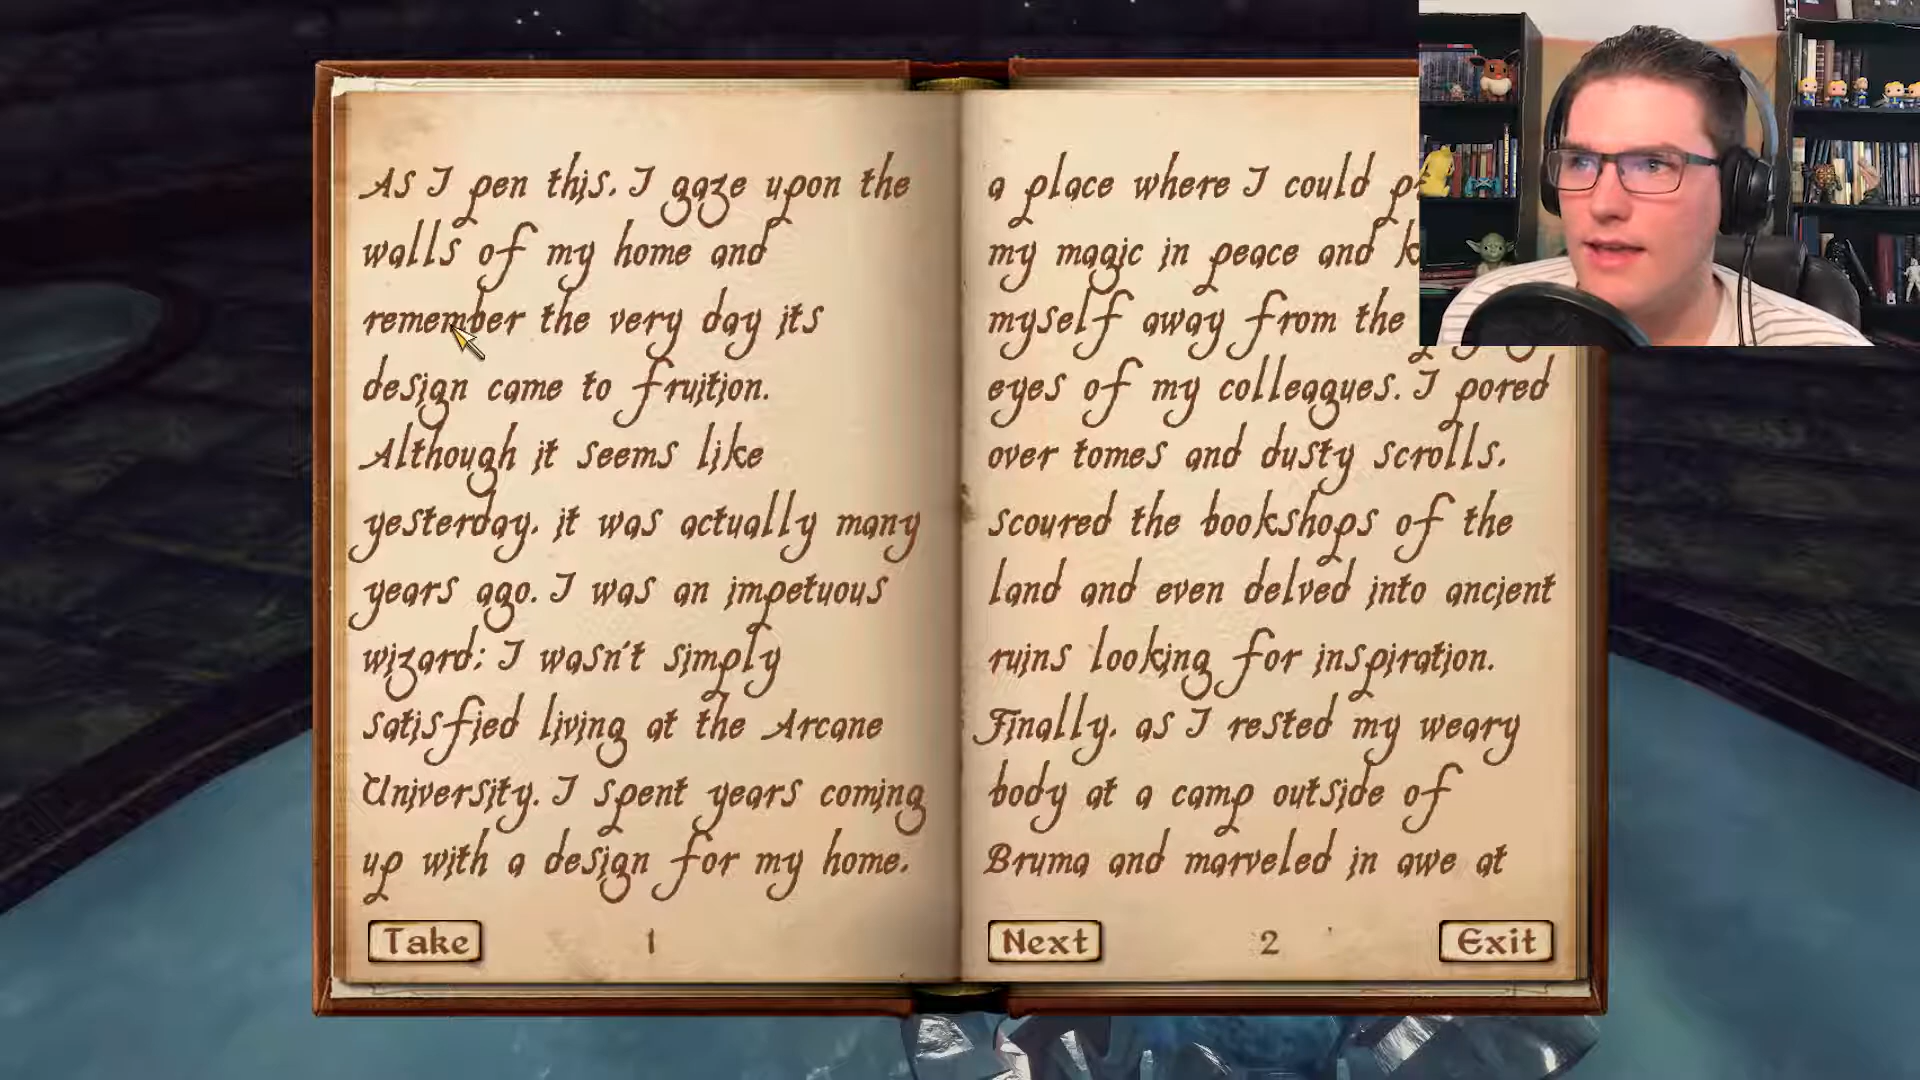 As I pen this, I gaze upon the
walls of my home and
remember the very day its
design came to fruition.
Although it seems like
yesterday, it was actually many
years ago. I was an impetuous
wizard; I wasn't simply
satisfied living at the Arcane
University. I spent years coming
up with a design for my home,
Take
1
a place where I could
my magic in peace and
myself away from the
eyes of my colleagues. I pored
over tomes and dusty scrolls,
scoured the bookshops of the
land and even delved into ancient
ruins looking for inspiration.
Finally, as I rested my weary
body at a camp outside of
Bruma and marveled in awe at
Next
2
Exit